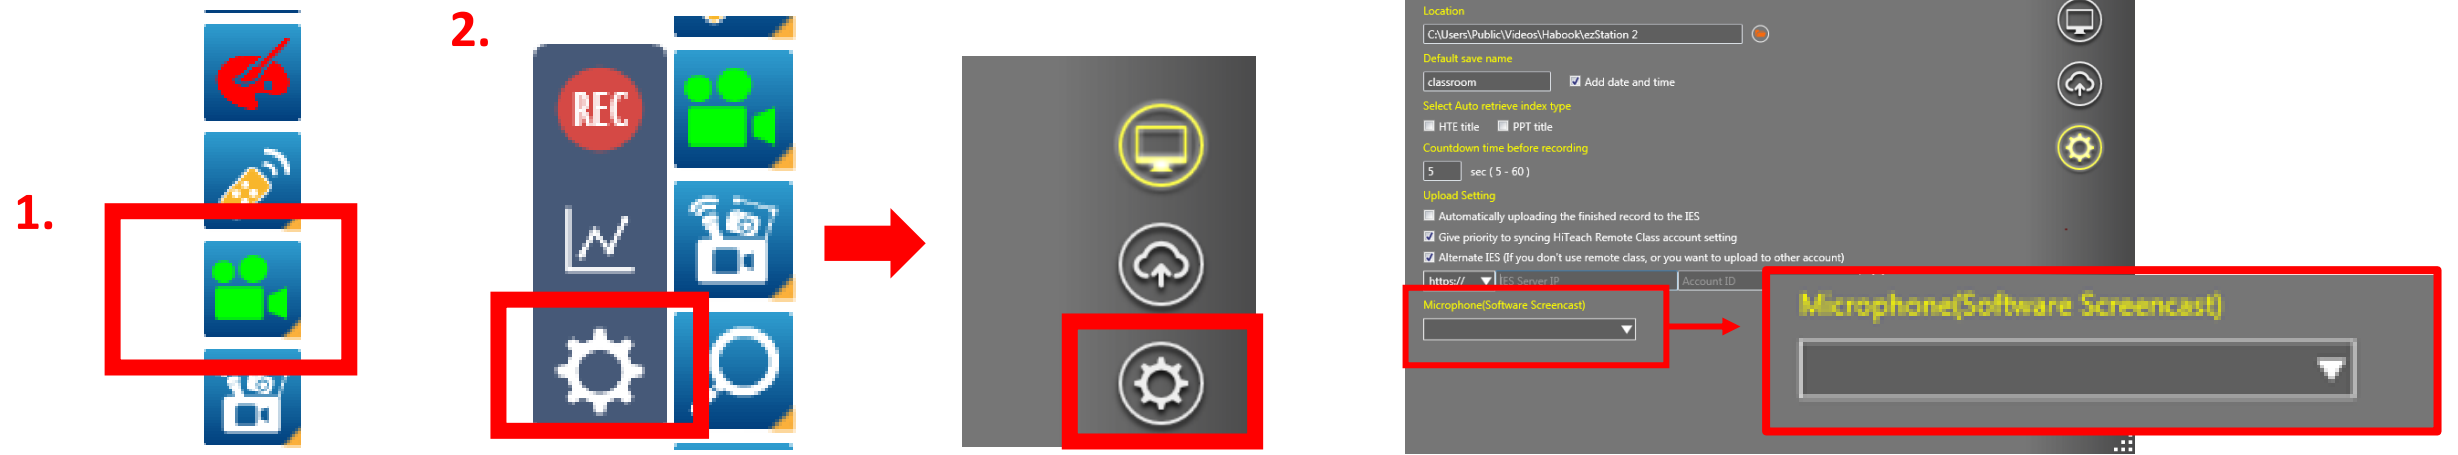 1.
2.
REC
Location
C:\Users\Public\Videos\Habook\ezStation 2
Default save name
classroom
Add date and time
Select Auto retrieve index type
HTE title PPT title
Countdown time before recording
5 sec ( 5 - 60 )
Upload Setting
Automatically uploading the finished record to the IES
Give priority to syncing HiTeach Remote Class account setting
Alternate IES (If you don't use remote class, or you want to upload to other account)
https:// IES Server IP Account ID
Microphone(Software Screencast)
Microphone(Software Screencast)